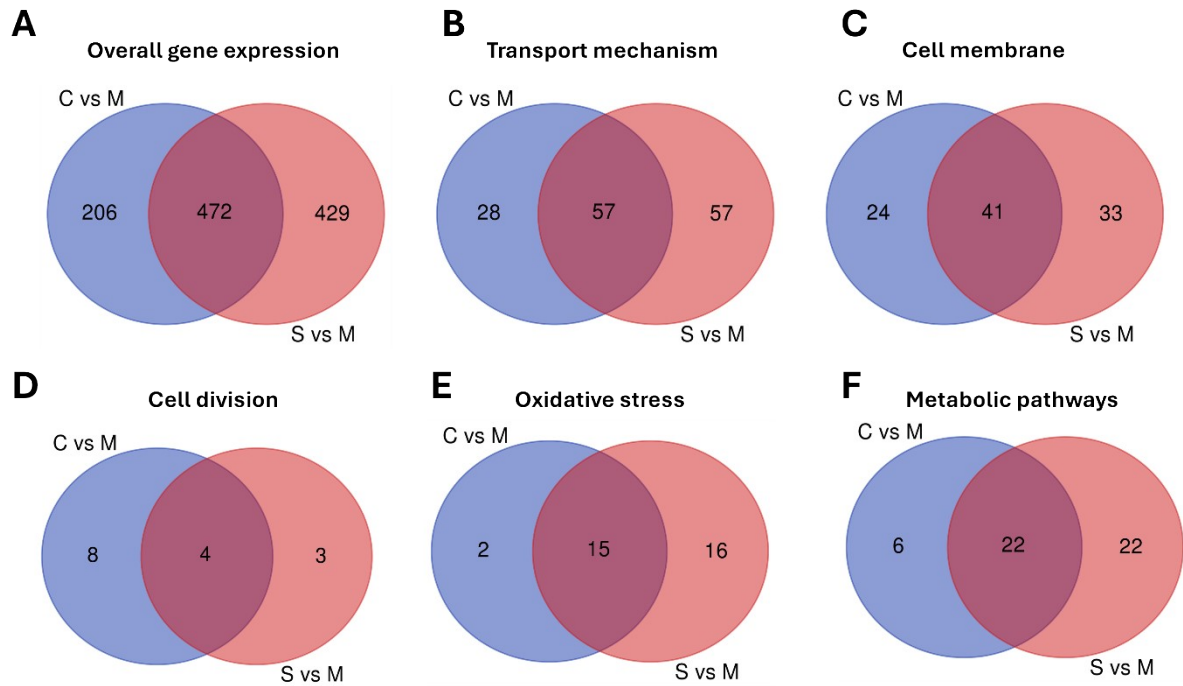 A
Overall gene expression
C vs M
206
472
429
S vs M
B
Transport mechanism
C vs M
28
57
57
S vs M
C
Cell membrane
C vs M
24
41
33
S vs M
D
Cell division
C vs M
8
4
3
S vs M
E
Oxidative stress
C vs M
2
15
16
S vs M
F
Metabolic pathways
C vs M
6
22
22
S vs M